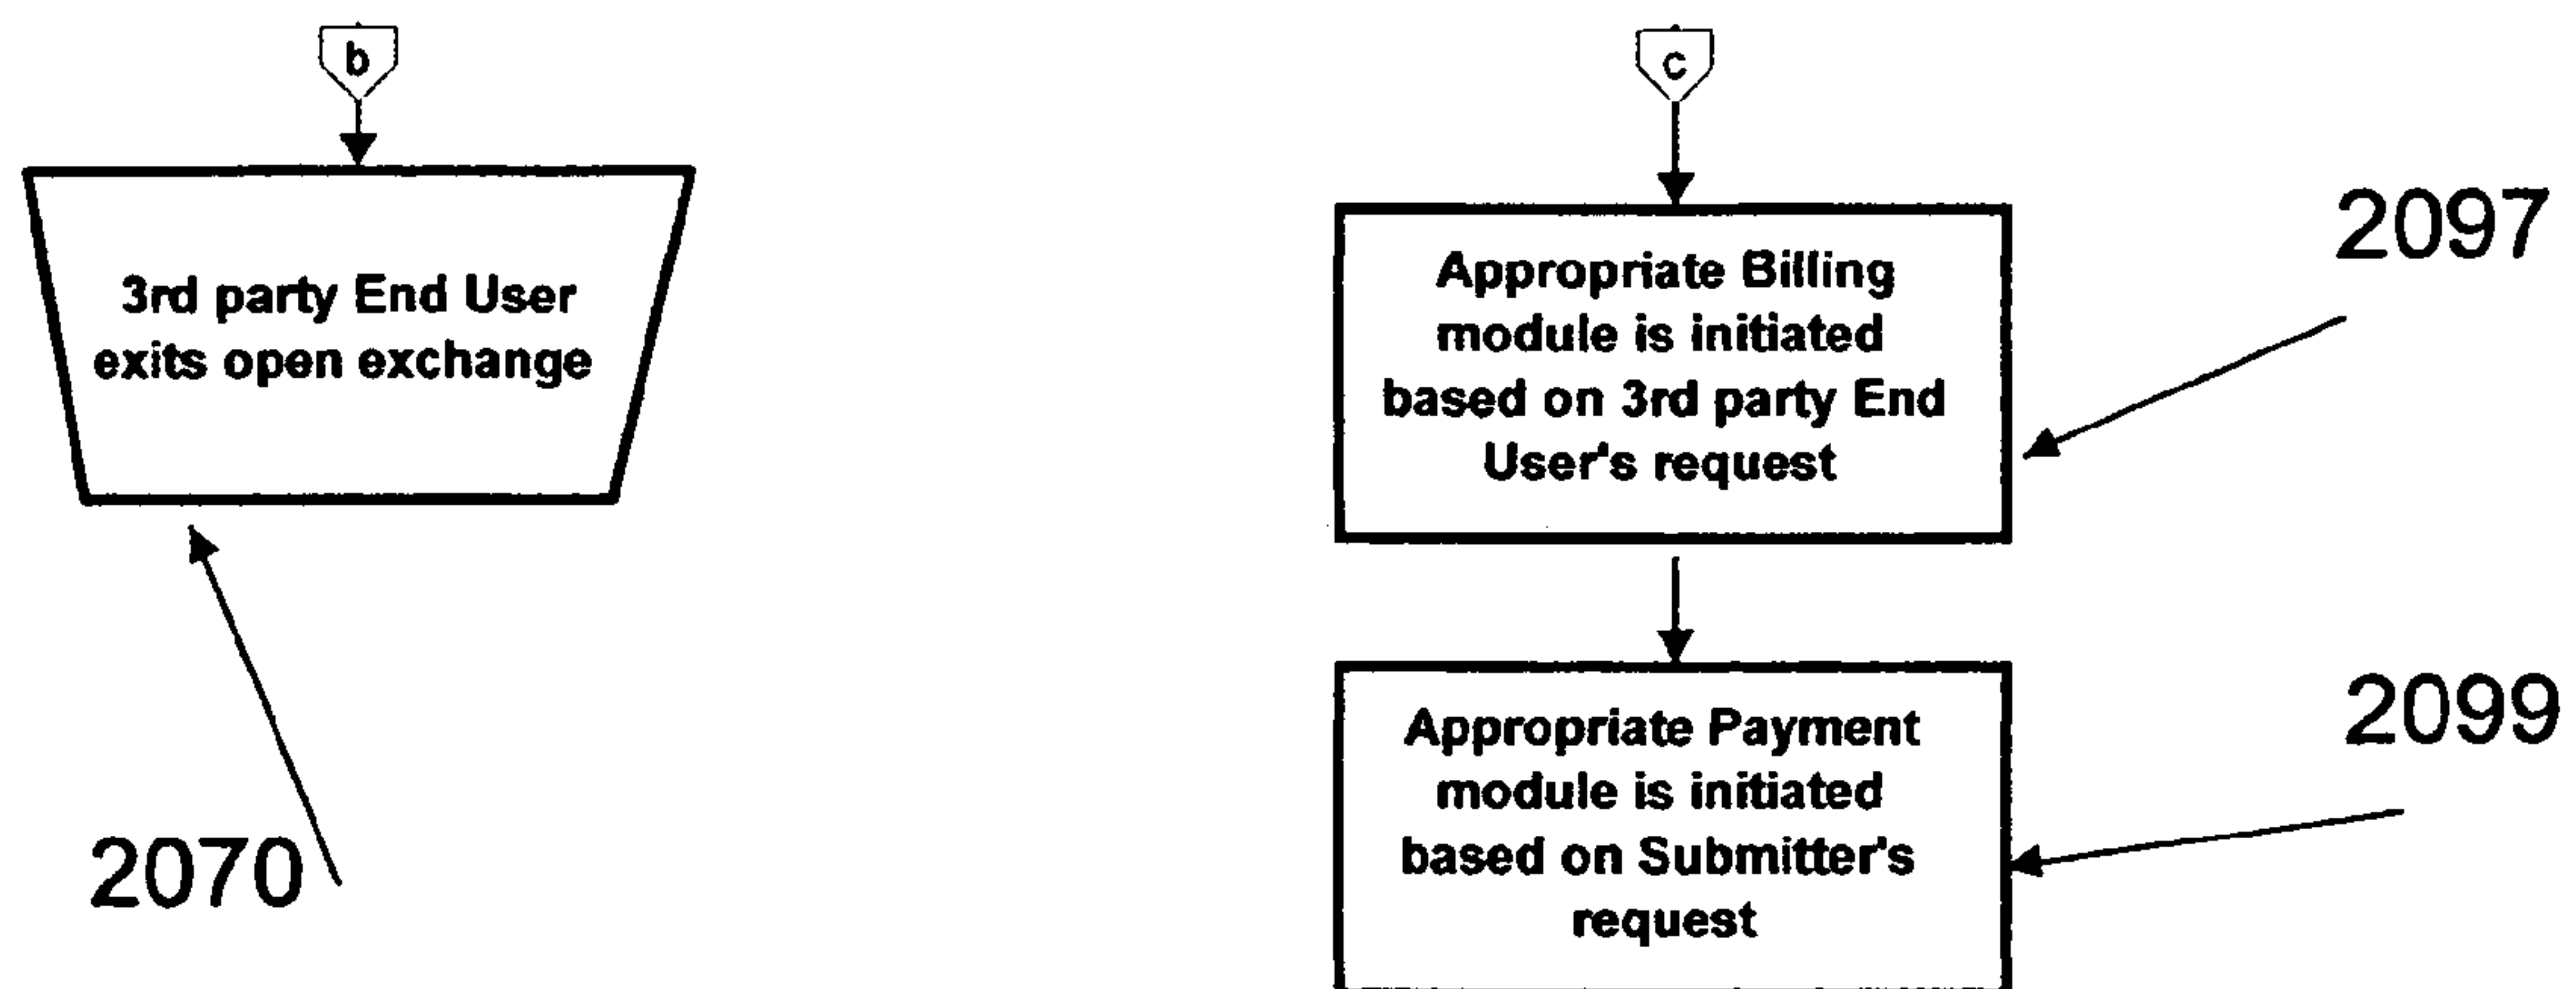 b
3rd party End User
exits open exchange
2070
c
Appropriate Billing
module is initiated
based on 3rd party End
User's request
2097
Appropriate Payment
module is initiated
based on Submitter's
request
2099